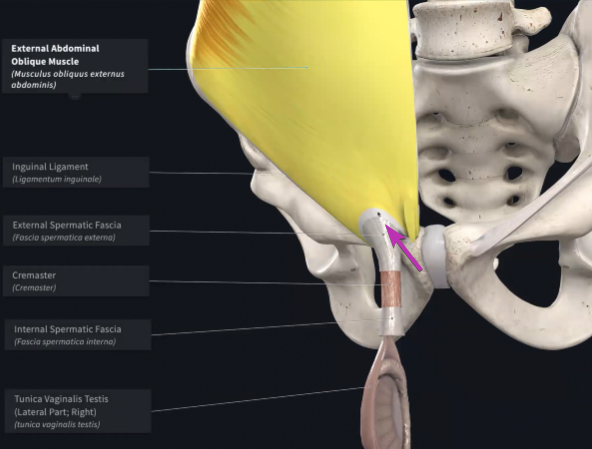 External Abdominal
Oblique Muscle
(Musculus obliquus externus
abdominis)
Inguinal Ligament
(Ligamentum inguinale)
External Spermatic Fascia
(Fascia spermatica externa)
Cremaster
(Cremaster)
Internal Spermatic Fascia
(Fascia spermatica interna)
Tunica Vaginalis Testis
(Lateral Part; Right)
(tunica vaginalis testis)